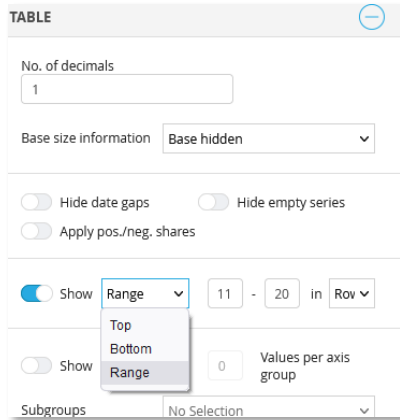 TABLE
No. of decimals
1
Base size information Base hidden
Hide date gaps Hide empty series
Apply pos./neg. shares
Show Range 11 - 20 in Row
Top
Bottom
Range
Show 0 Values per axis
group
Subgroups No Selection